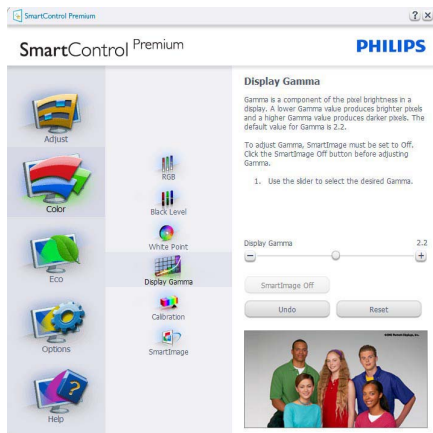 SmartControl Premium
SmartControl Premium
PHILIPS
Adjust
Color
Eco
Options
Help
RGB
Black Level
White Point
Display Gamma
Calibration
SmartImage
Display Gamma
Gamma is a component of the pixel brightness in a
display. A lower Gamma value produces brighter pixels
and a higher Gamma value produces darker pixels. The
default value for Gamma is 2.2.
To adjust Gamma, SmartImage must be set to Off.
Click the SmartImage Off button before adjusting
Gamma.
1. Use the slider to select the desired Gamma.
Display Gamma 2.2
SmartImage Off
Undo Reset